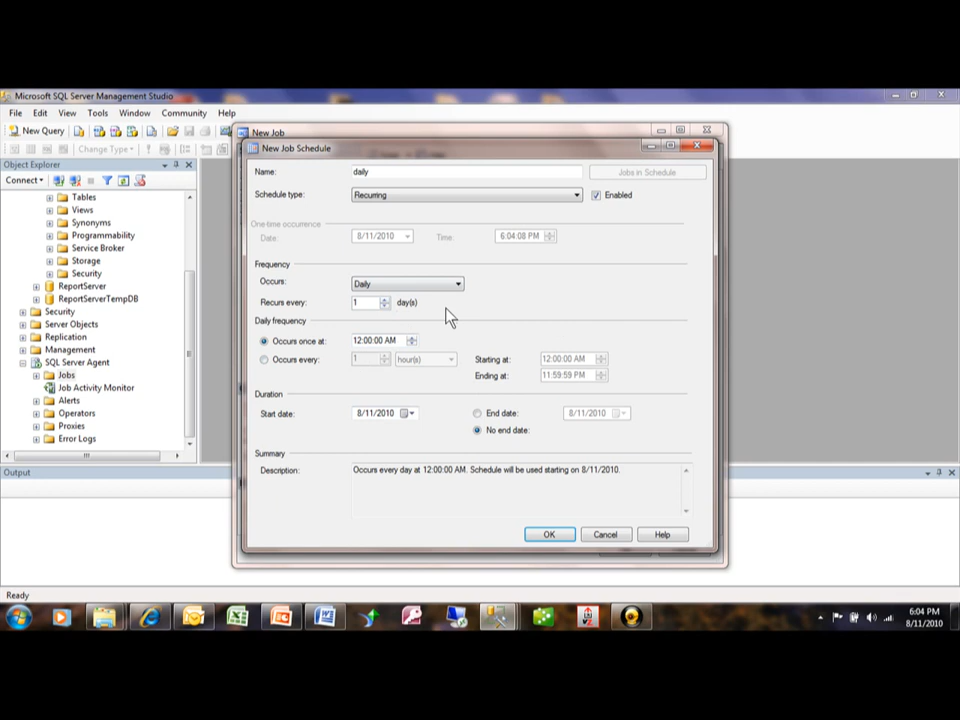 Microsoft SQL Server Management Studio
File Edit View Tools Window Community Help
New Query
Change Type
Object Explorer
Connect
Tables
Views
Synonyms
Programmability
Service Broker
Storage
Security
ReportServer
ReportServerTempDB
Security
Server Objects
Replication
Management
SQL Server Agent
Jobs
Job Activity Monitor
Alerts
Operators
Proxies
Error Logs
New Job
New Job Schedule
Name: daily Jobs in Schedule
Schedule type: Recurring Enabled
One-time occurrence
Date: 8/11/2010 Time: 6:04:08 PM
Frequency
Occurs: Daily
Recurs every: 1 day(s)
Daily frequency
Occurs once at: 12:00:00 AM
Occurs every: 1 hour(s) Starting at: 12:00:00 AM
Ending at: 11:59:59 PM
Duration
Start date: 8/11/2010 End date: 8/11/2010
No end date:
Summary
Description: Occurs every day at 12:00:00 AM. Schedule will be used starting on 8/11/2010.
OK Cancel Help
Output
Ready
6:04 PM
8/11/2010